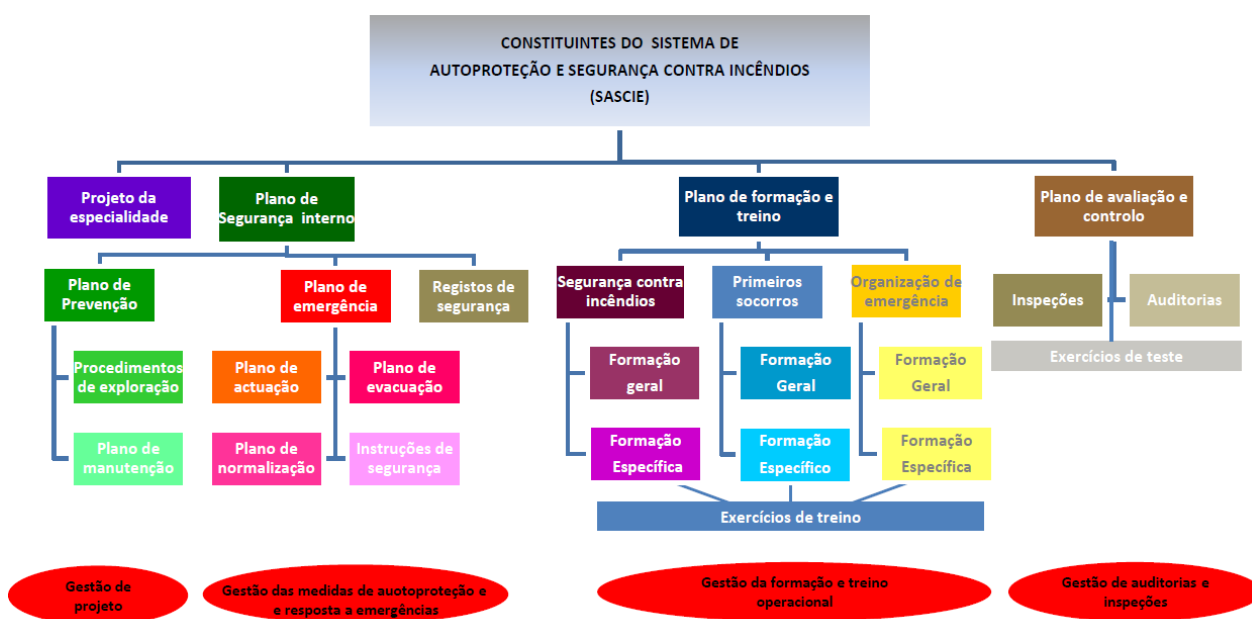 CONSTITUINTES DO SISTEMA DE
AUTOPROTEÇÃO E SEGURANÇA CONTRA INCÊNDIOS
(SASCIE)
Projeto da
especialidade
Plano de
Segurança interno
Plano de formação e
treino
Plano de avaliação e
controlo
Plano de
Prevenção
Plano de
emergência
Registos de
segurança
Segurança contra
incêndios
Primeiros
socorros
Organização de
emergência
Inspeções
Auditorias
Exercícios de teste
Procedimentos
de exploração
Plano de
actuação
Plano de
evacuação
Formação
geral
Formação
Geral
Formação
Geral
Plano de
manutenção
Plano de
normalização
Instruções de
segurança
Formação
Específica
Formação
Específico
Formação
Específica
Exercícios de treino
Gestão de
projeto
Gestão das medidas de auotoproteção e
e resposta a emergências
Gestão da formação e treino
operacional
Gestão de auditorias e
inspeções